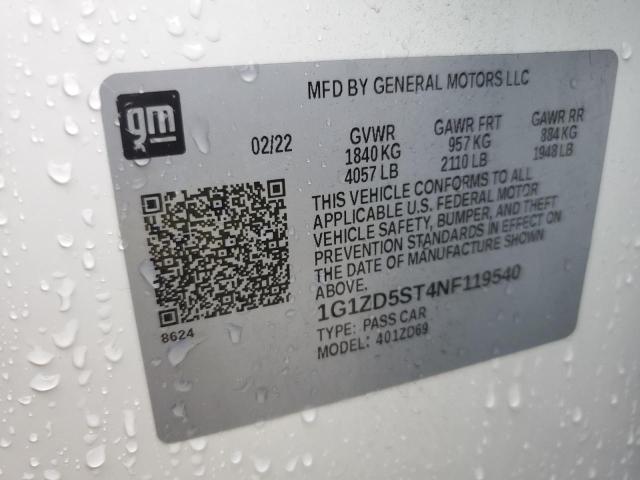 gm
MFD BY GENERAL MOTORS LLC
02/22
GVWR
1840 KG
4057 LB
GAWR FRT
957 KG
2110 LB
GAWR RR
884 KG
1948 LB
THIS VEHICLE CONFORMS TO ALL
APPLICABLE U.S. FEDERAL MOTOR
VEHICLE SAFETY, BUMPER, AND THEFT
PREVENTION STANDARDS IN EFFECT ON
THE DATE OF MANUFACTURE SHOWN
ABOVE.
1G1ZD5ST4NF119540
TYPE: PASS CAR
MODEL: 401ZD69
8624